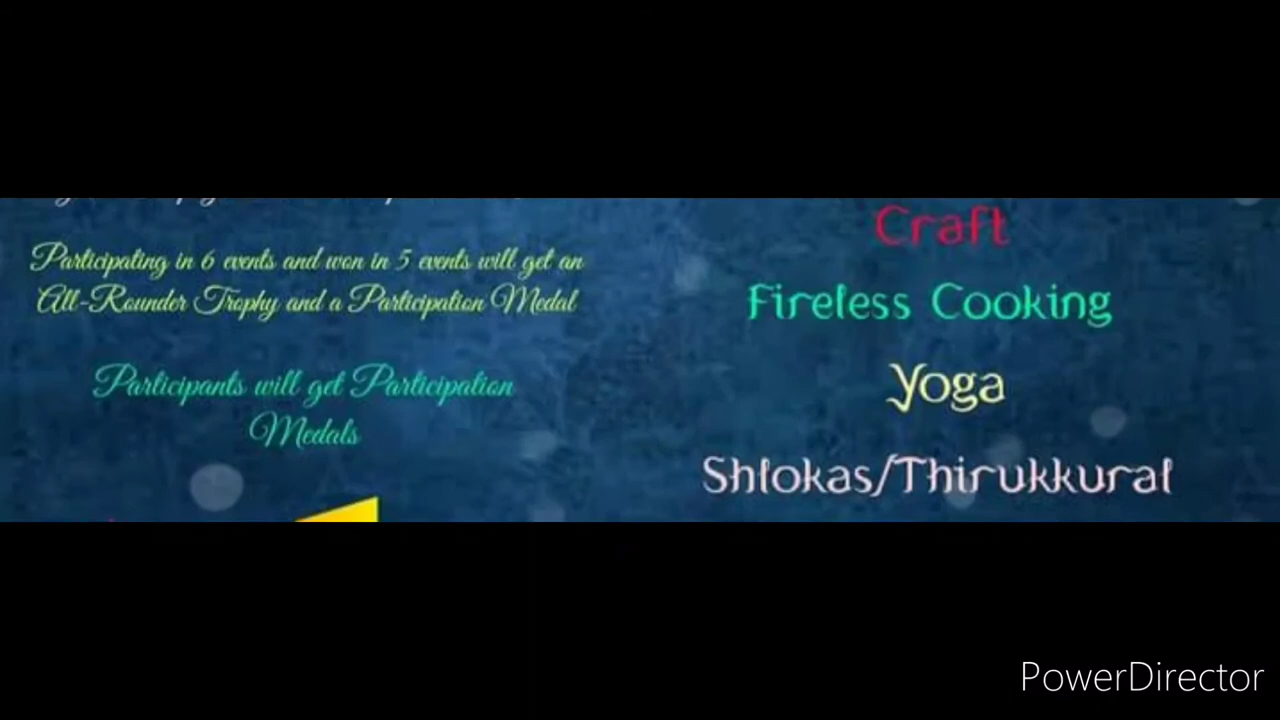 Participating in 6 events and won in 5 events will get an
All-Rounder Trophy and a Participation Medal
Participants will get Participation
Medals
Craft
Fireless Cooking
Yoga
Shlokas/Thirukkural
PowerDirector